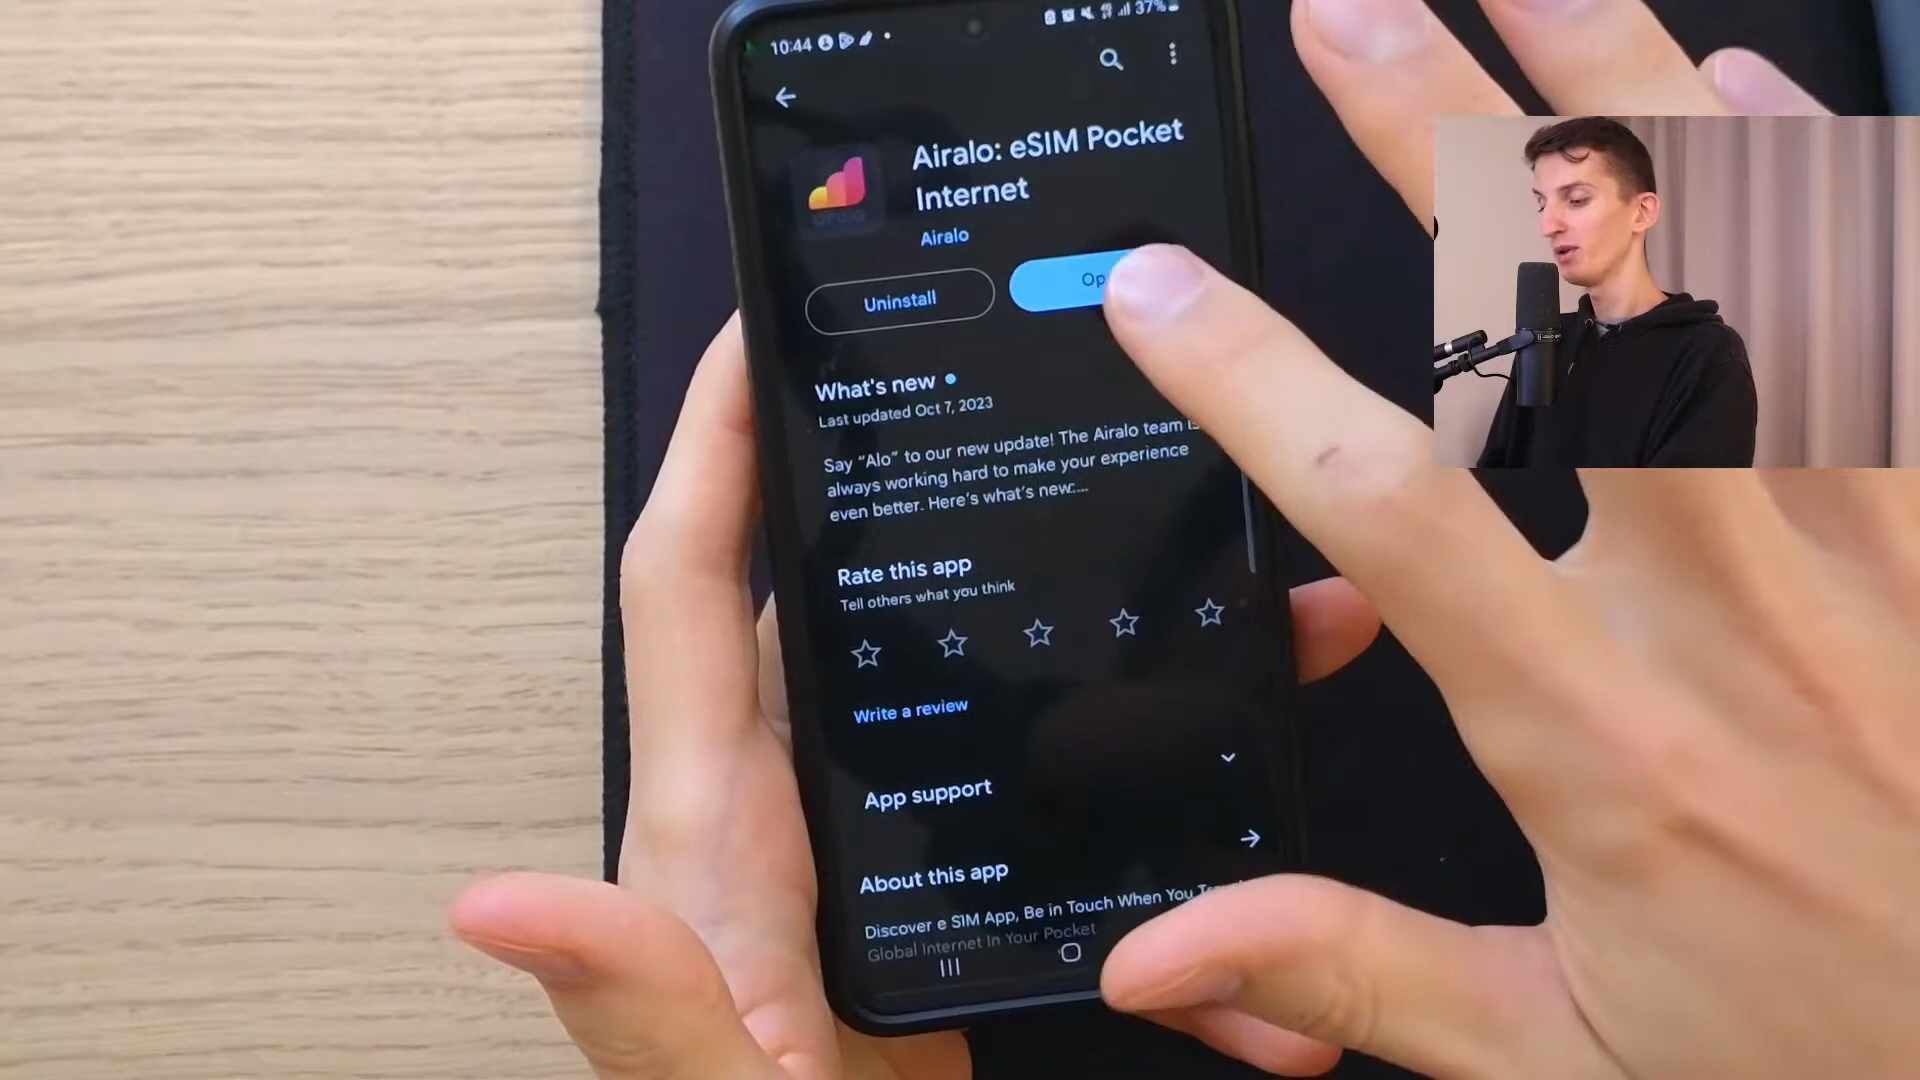 10:44
37%
Airalo: eSIM Pocket
Internet
Airalo
Uninstall
Op
What's new
Last updated Oct 7, 2023
Say “Alo” to our new update! The Airalo team is
always working hard to make your experience
even better. Here's what's new:...
Rate this app
Tell others what you think
Write a review
App support
About this app
Discover e SIM App, Be in Touch When You
Global Internet In Your Pocket